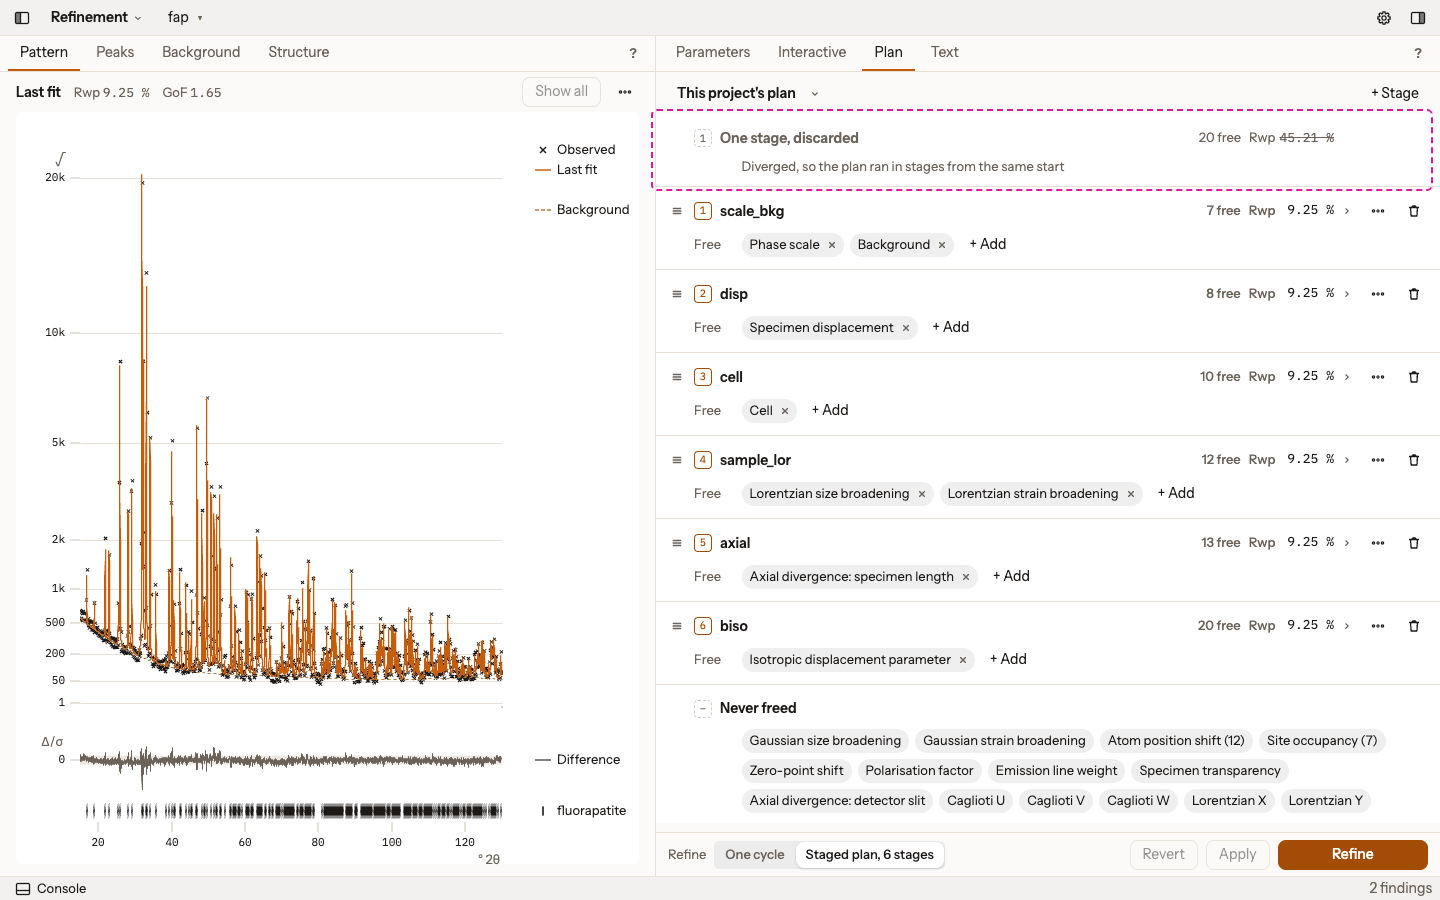 Refinement fap
Pattern Peaks Background Structure ?
Parameters Interactive Plan Text ?
Last fit Rwp 9.25 % GoF 1.65 Show all
√
20k
10k
5k
2k
1k
500
200
50
1
Δ/σ
0
× Observed
Last fit
Background
Difference
fluorapatite
20 40 60 80 100 120
°2θ
This project's plan + Stage
1 One stage, discarded 20 free Rwp 45.21 %
Diverged, so the plan ran in stages from the same start
1 scale_bkg 7 free Rwp 9.25 %
Free Phase scale × Background × + Add
2 disp 8 free Rwp 9.25 %
Free Specimen displacement × + Add
3 cell 10 free Rwp 9.25 %
Free Cell × + Add
4 sample_lor 12 free Rwp 9.25 %
Free Lorentzian size broadening × Lorentzian strain broadening × + Add
5 axial 13 free Rwp 9.25 %
Free Axial divergence: specimen length × + Add
6 biso 20 free Rwp 9.25 %
Free Isotropic displacement parameter × + Add
– Never freed
Gaussian size broadening Gaussian strain broadening Atom position shift (12) Site occupancy (7)
Zero-point shift Polarisation factor Emission line weight Specimen transparency
Axial divergence: detector slit Caglioti U Caglioti V Caglioti W Lorentzian X Lorentzian Y
Refine One cycle Staged plan, 6 stages Revert Apply Refine
Console 2 findings